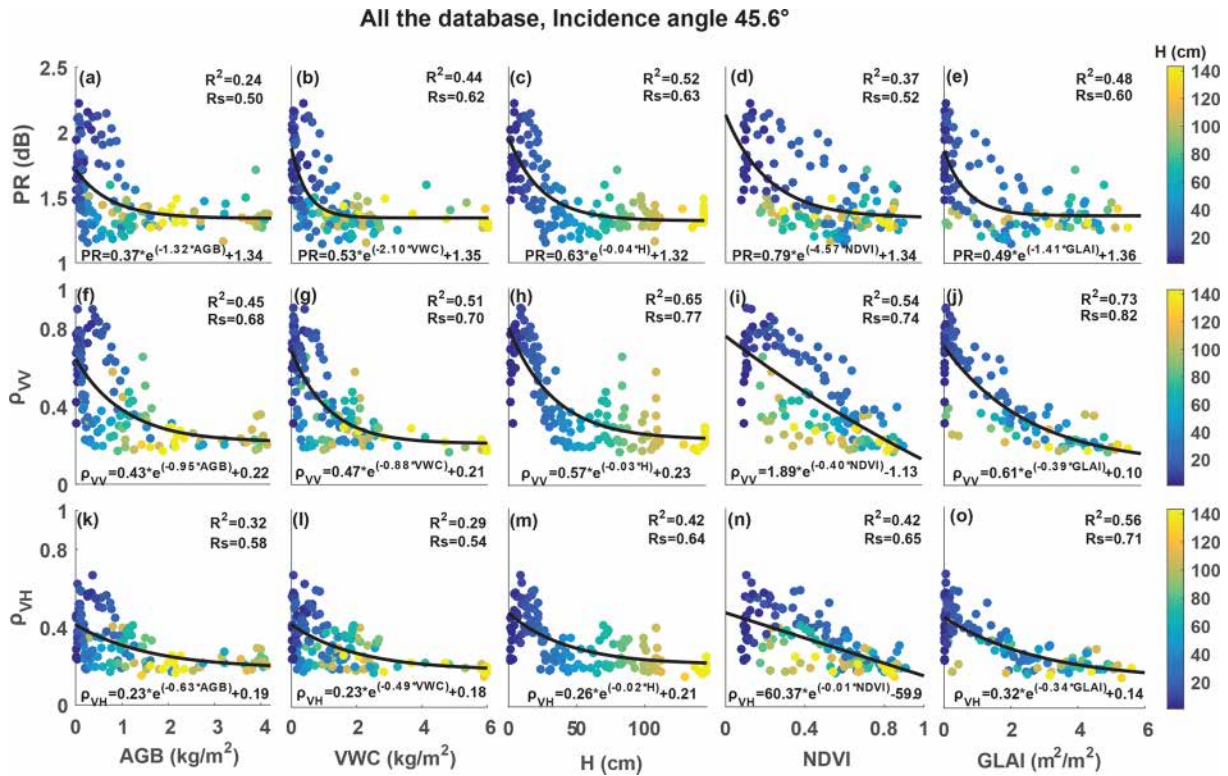 All the database, Incidence angle 45.6°
H (cm)
2.5
2
1.5
1
PR (dB)
(a)
R²=0.24
Rs=0.50
PR=0.37*e^(-1.32*AGB)+1.34
(b)
R²=0.44
Rs=0.62
PR=0.53*e^(-2.10*VWC)+1.35
(c)
R²=0.52
Rs=0.63
PR=0.63*e^(-0.04*H)+1.32
(d)
R²=0.37
Rs=0.52
PR=0.79*e^(-4.57*NDVI)+1.34
(e)
R²=0.48
Rs=0.60
PR=0.49*e^(-1.41*GLAI)+1.36
140
120
100
80
60
40
20
1
0.8
0.4
0
ρVV
(f)
R²=0.45
Rs=0.68
ρVV=0.43*e^(-0.95*AGB)+0.22
(g)
R²=0.51
Rs=0.70
ρVV=0.47*e^(-0.88*VWC)+0.21
(h)
R²=0.65
Rs=0.77
ρVV=0.57*e^(-0.03*H)+0.23
(i)
R²=0.54
Rs=0.74
ρVV=1.89*e^(-0.40*NDVI)-1.13
(j)
R²=0.73
Rs=0.82
ρVV=0.61*e^(-0.39*GLAI)+0.10
140
120
100
80
60
40
20
1
0.8
0.4
0
ρVH
(k)
R²=0.32
Rs=0.58
ρVH=0.23*e^(-0.63*AGB)+0.19
(l)
R²=0.29
Rs=0.54
ρVH=0.23*e^(-0.49*VWC)+0.18
(m)
R²=0.42
Rs=0.64
ρVH=0.26*e^(-0.02*H)+0.21
(n)
R²=0.42
Rs=0.65
ρVH=60.37*e^(-0.01*NDVI)-599
(o)
R²=0.56
Rs=0.71
ρVH=0.32*e^(-0.34*GLAI)+0.14
140
120
100
80
60
40
20
0 1 2 3 4
AGB (kg/m²)
0 2 4 6
VWC (kg/m²)
0 50 100
H (cm)
0 0.2 0.4 0.6 0.8 1
NDVI
0 2 4 6
GLAI (m²/m²)